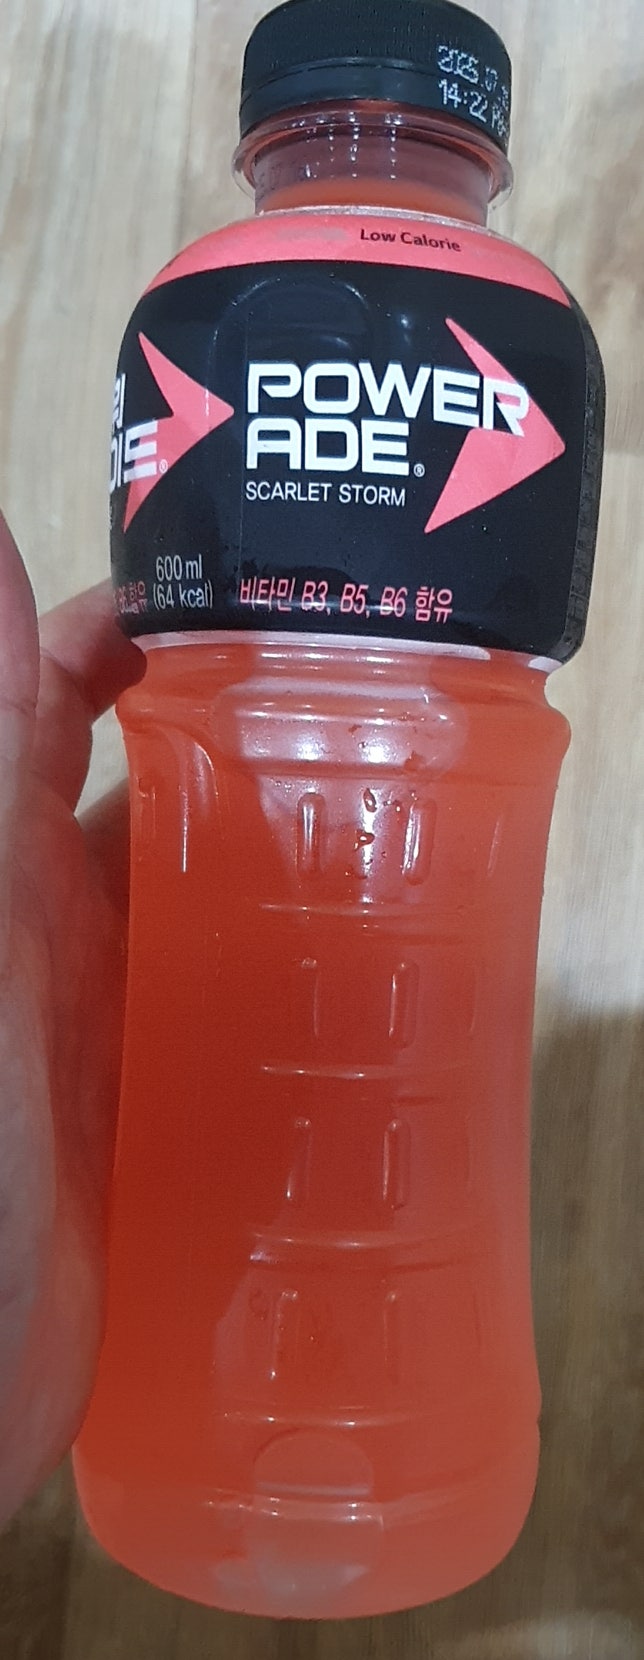 14:22
Low Calorie
POWER
ADE®
SCARLET STORM
600 ml
(64 kcal)
비타민 B3, B5, B6 함유